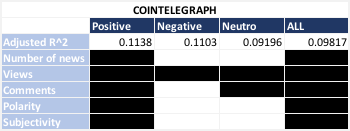 COINTELEGRAPH
Positive Negative Neutro ALL
Adjusted R^2 0.1138 0.1103 0.09196 0.09817
Number of news
Views
Comments
Polarity
Subjectivity